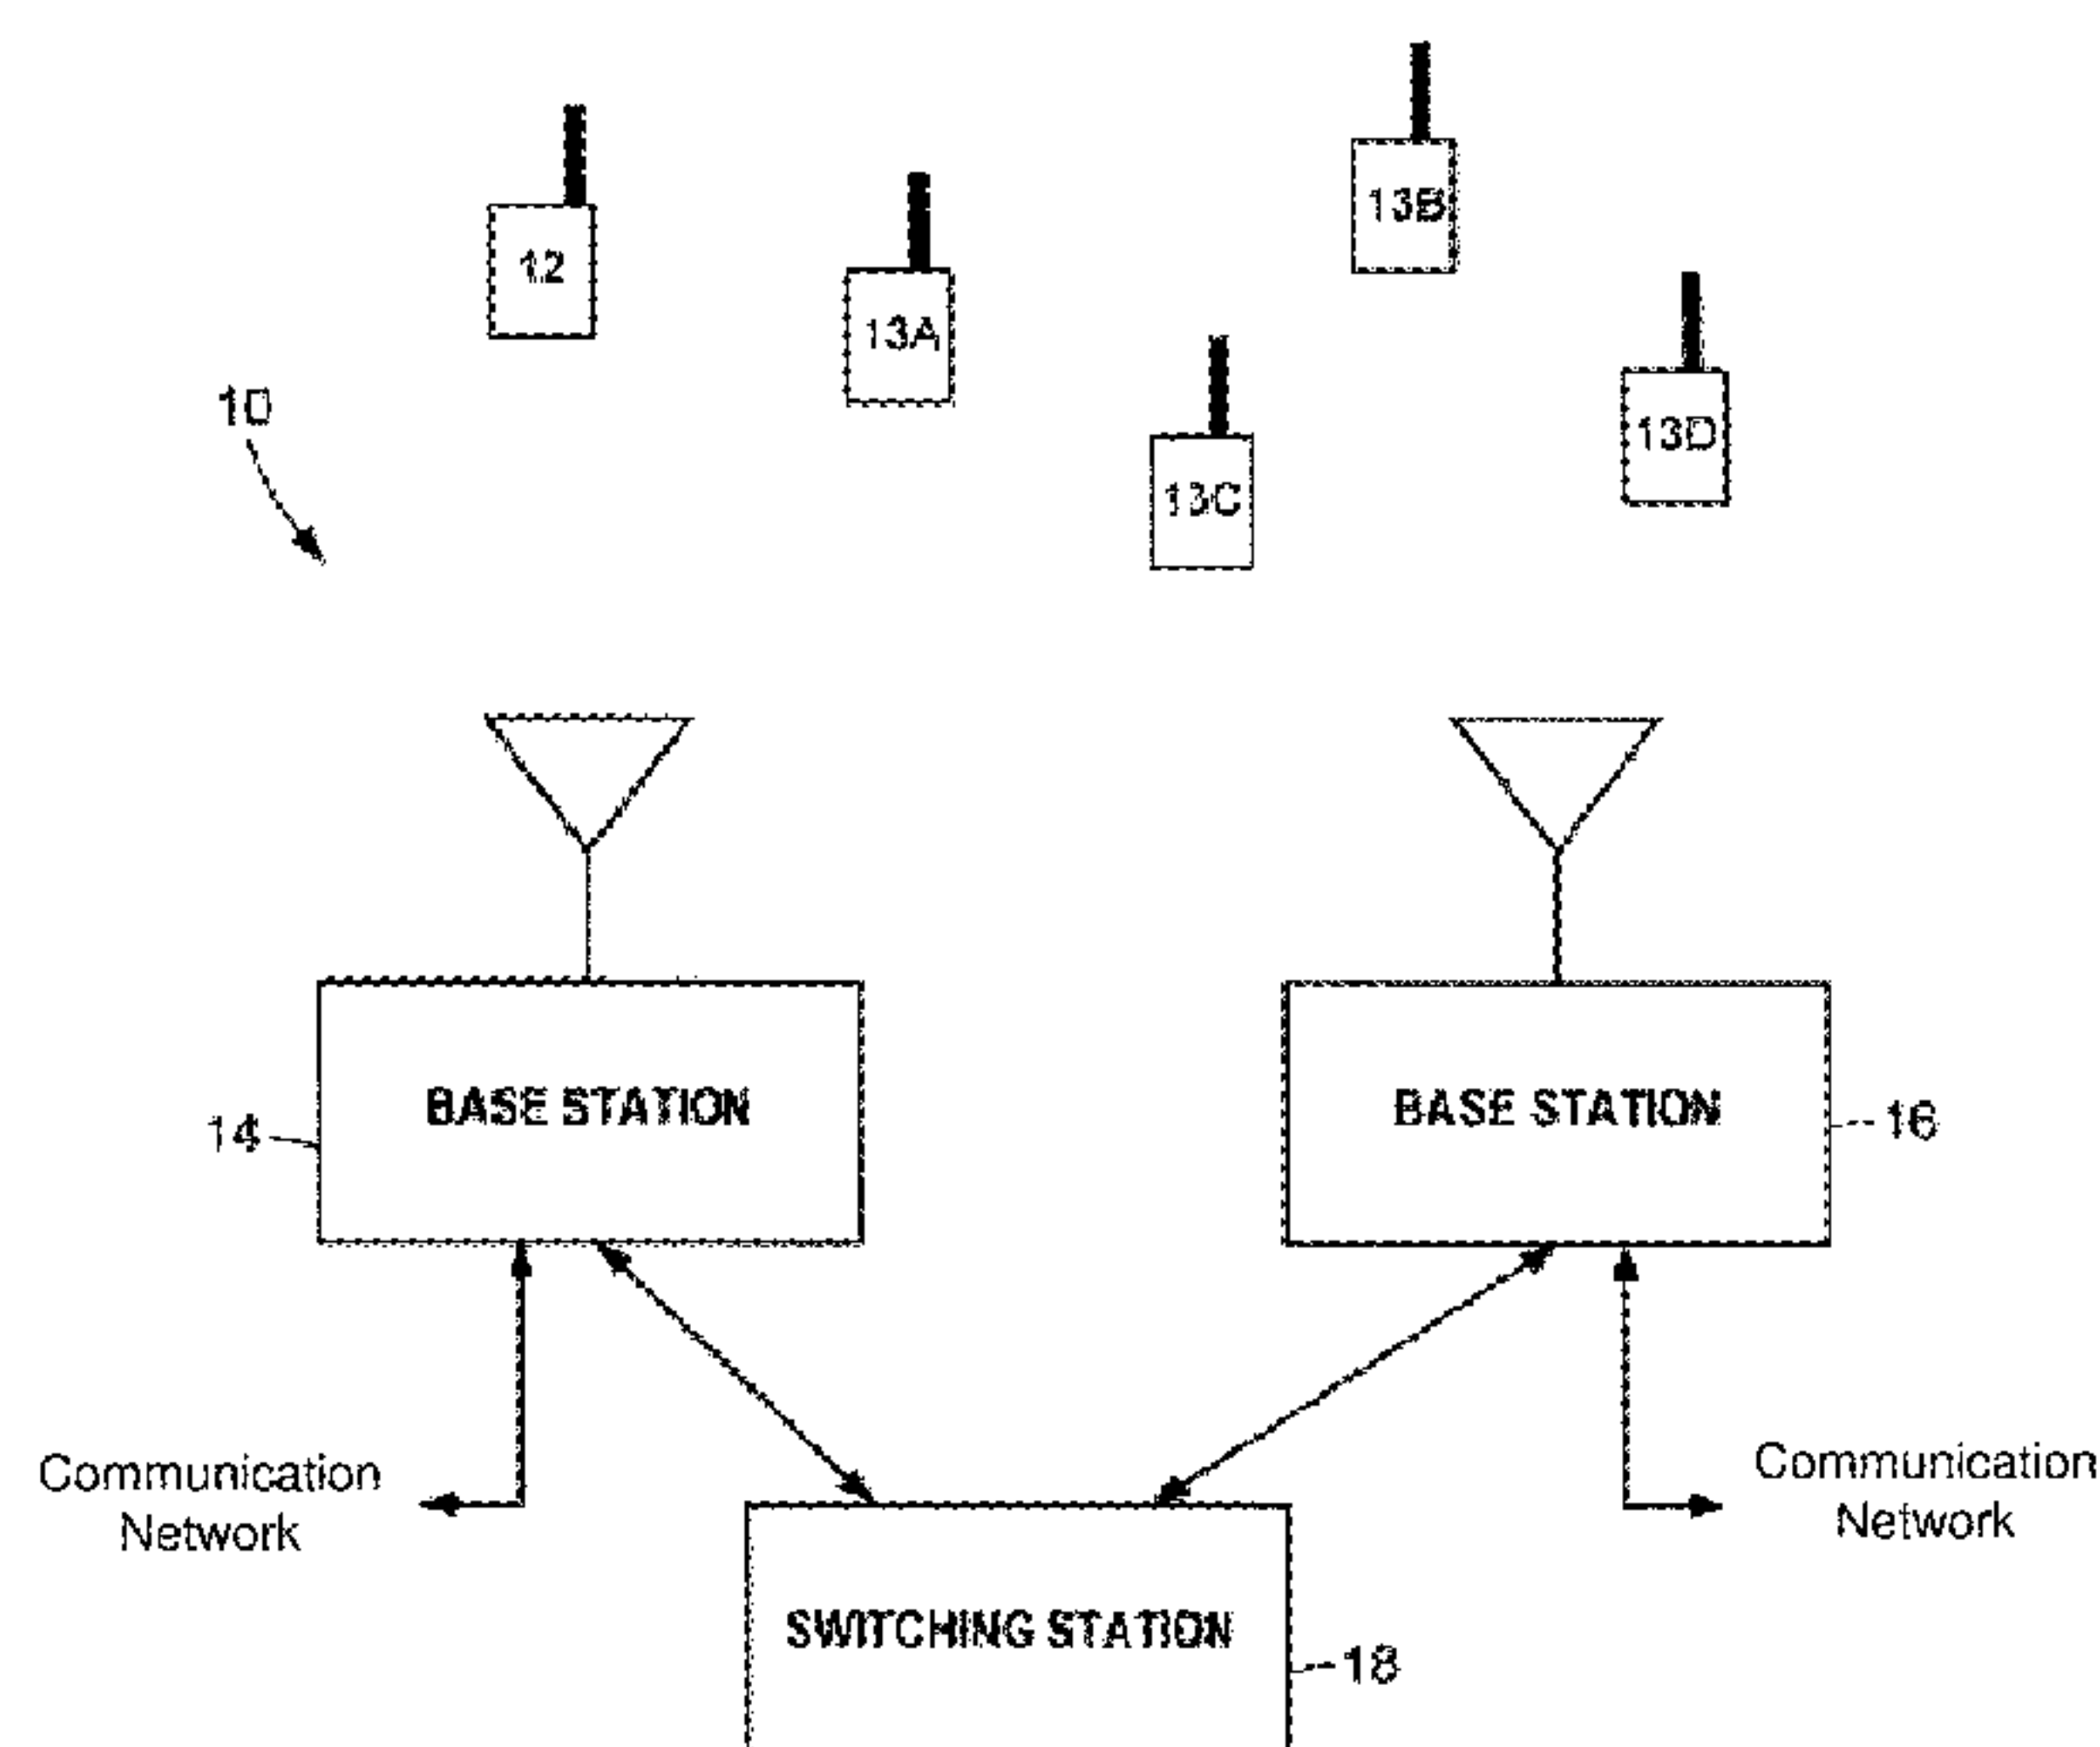 13B
12
13A
10
13D
13C
BASE STATION
BASE STATION
14
16
Communication
Network
Communication
Network
SWITCHING STATION
18